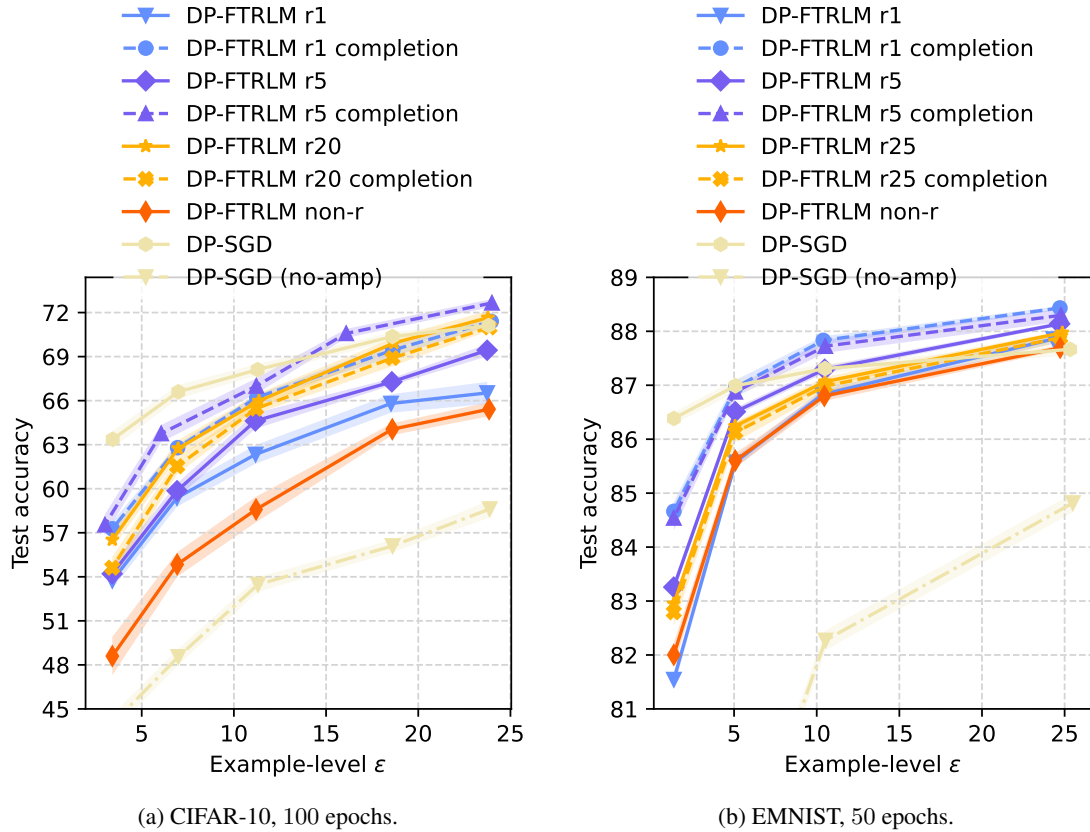 DP-FTRLM r1
DP-FTRLM r1 completion
DP-FTRLM r5
DP-FTRLM r5 completion
DP-FTRLM r20
DP-FTRLM r20 completion
DP-FTRLM non-r
DP-SGD
DP-SGD (no-amp)
72
69
66
63
60
57
54
51
48
45
Test accuracy
5 10 15 20 25
Example-level ε
(a) CIFAR-10, 100 epochs.
DP-FTRLM r1
DP-FTRLM r1 completion
DP-FTRLM r5
DP-FTRLM r5 completion
DP-FTRLM r25
DP-FTRLM r25 completion
DP-FTRLM non-r
DP-SGD
DP-SGD (no-amp)
89
88
87
86
85
84
83
82
81
Test accuracy
5 10 15 20 25
Example-level ε
(b) EMNIST, 50 epochs.